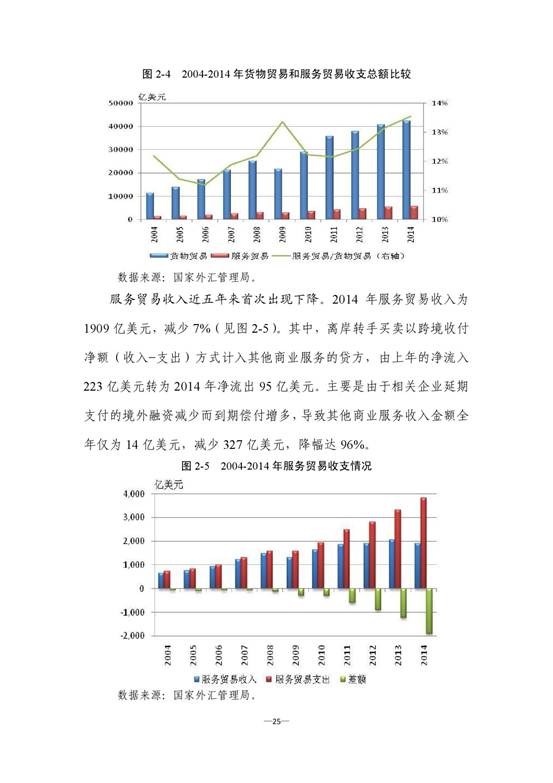 图 2-4 2004-2014 年货物贸易和服务贸易收支总额比较
亿美元
50000
40000
30000
20000
10000
0
14%
13%
12%
11%
10%
2004 2005 2006 2007 2008 2009 2010 2011 2012 2013 2014
货物贸易 服务贸易 服务贸易/货物贸易（右轴）
数据来源：国家外汇管理局。
服务贸易收入近五年来首次出现下降。2014 年服务贸易收入为
1909 亿美元，减少 7%（见图 2-5）。其中，离岸转手买卖以跨境收付
净额（收入–支出）方式计入其他商业服务的贷方，由上年的净流入
223 亿美元转为 2014 年净流出 95 亿美元。主要是由于相关企业延期
支付的境外融资减少而到期偿付增多，导致其他商业服务收入金额全
年仅为 14 亿美元，减少 327 亿美元，降幅达 96%。
图 2-5 2004-2014 年服务贸易收支情况
亿美元
4,000
3,000
2,000
1,000
0
-1,000
-2,000
2004 2005 2006 2007 2008 2009 2010 2011 2012 2013 2014
服务贸易收入 服务贸易支出 差额
数据来源：国家外汇管理局。
—25—